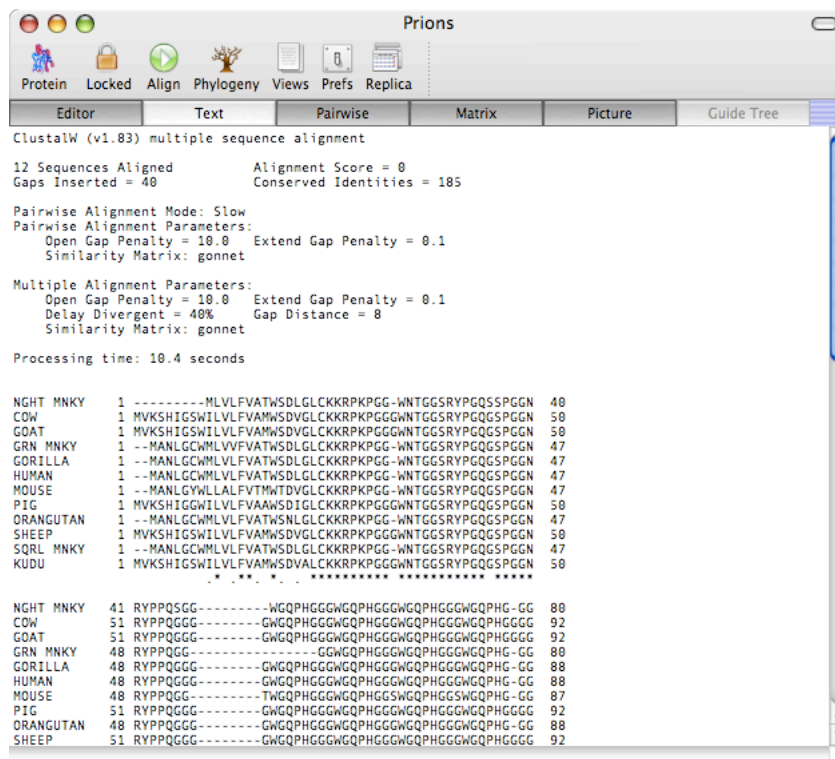 Prions
Protein Locked Align Phylogeny Views Prefs Replica
Editor Text Pairwise Matrix Picture Guide Tree
ClustalW (v1.83) multiple sequence alignment
12 Sequences Aligned Alignment Score = 0
Gaps Inserted = 40 Conserved Identities = 185
Pairwise Alignment Mode: Slow
Pairwise Alignment Parameters:
Open Gap Penalty = 10.0 Extend Gap Penalty = 0.1
Similarity Matrix: gonnet
Multiple Alignment Parameters:
Open Gap Penalty = 10.0 Extend Gap Penalty = 0.1
Delay Divergent = 40% Gap Distance = 8
Similarity Matrix: gonnet
Processing time: 10.4 seconds
NGHT MNKY 1 ---------MLVLFVATWSDLGLCKKRPKPGG-WNTGGSRYPGQSSPGGN 40
COW 1 MVKSHIGSWILVLFVAMWSDVGLCKKRPKPGGGWNTGGSRYPGQGSPGGN 50
GOAT 1 MVKSHIGSWILVLFVAMWSDVGLCKKRPKPGGGWNTGGSRYPGQGSPGGN 50
GRN MNKY 1 --MANLGCWMLVVFVATWSDLGLCKKRPKPGG-WNTGGSRYPGQGSPGGN 47
GORILLA 1 --MANLGCWMLVLFVATWSDLGLCKKRPKPGG-WNTGGSRYPGQGSPGGN 47
HUMAN 1 --MANLGCWMLVLFVATWSDLGLCKKRPKPGG-WNTGGSRYPGQGSPGGN 47
MOUSE 1 --MANLGYWLLALFVTMWTDVGLCKKRPKPGG-WNTGGSRYPGQGSPGGN 47
PIG 1 MVKSHIGGWILVLFVAAWSDIGLCKKRPKPGGGWNTGGSRYPGQGSPGGN 50
ORANGUTAN 1 --MANLGCWMLVLFVATWSNLGLCKKRPKPGG-WNTGGSRYPGQGSPGGN 47
SHEEP 1 MVKSHIGSWILVLFVAMWSDVGLCKKRPKPGGGWNTGGSRYPGQGSPGGN 50
SQRL MNKY 1 --MANLGCWMLVLFVATWSDLGLCKKRPKPGG-WNTGGSRYPGQGSPGGN 47
KUDU 1 MVKSHIGSWILVLFVAMWSDVALCKKRPKPGGGWNTGGSRYPGQGSPGGN 50
.* .**. *. . ********** *********** *****
NGHT MNKY 41 RYPPQSGG--------WGQPHGGGWGQPHGGGWGQPHGGGWGQPHG-GG 80
COW 51 RYPPQGGG--------GWGQPHGGGWGQPHGGGWGQPHGGGWGQPHGGGG 92
GOAT 51 RYPPQGGG--------GWGQPHGGGWGQPHGGGWGQPHGGGWGQPHGGGG 92
GRN MNKY 48 RYPPQGG----------------GGWGQPHGGGWGQPHGGGWGQPHG-GG 80
GORILLA 48 RYPPQGGG--------GWGQPHGGGWGQPHGGGWGQPHGGGWGQPHG-GG 88
HUMAN 48 RYPPQGGG--------GWGQPHGGGWGQPHGGGWGQPHGGGWGQPHG-GG 88
MOUSE 48 RYPPQGG---------TWGQPHGGGWGQPHGGSWGQPHGGSWGQPHG-GG 87
PIG 51 RYPPQGGG--------GWGQPHGGGWGQPHGGGWGQPHGGGWGQPHGGGG 92
ORANGUTAN 48 RYPPQGGG--------GWGQPHGGGWGQPHGGGWGQPHGGGWGQPHG-GG 88
SHEEP 51 RYPPQGGG--------GWGQPHGGGWGQPHGGGWGQPHGGGWGQPHGGGG 92